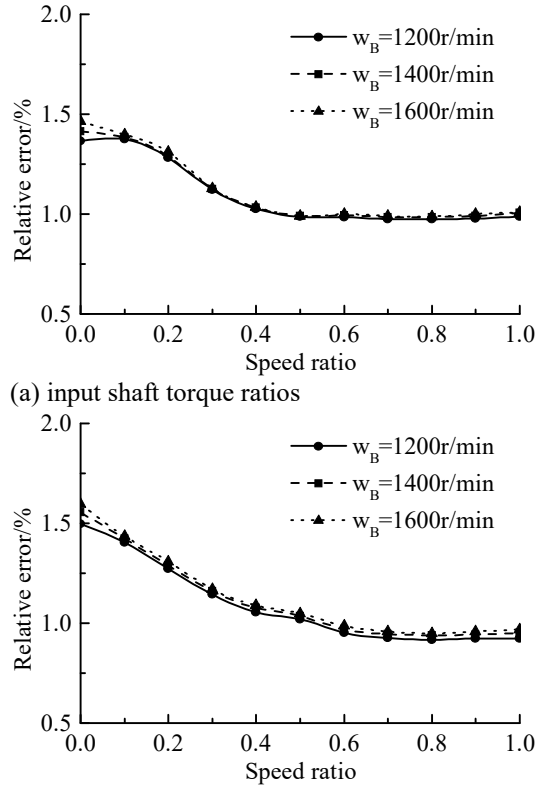 2.0
w_B=1200r/min
w_B=1400r/min
w_B=1600r/min
1.5
Relative error/%
1.0
0.5
0.0 0.2 0.4 0.6 0.8 1.0
Speed ratio
(a) input shaft torque ratios
2.0
w_B=1200r/min
w_B=1400r/min
w_B=1600r/min
1.5
Relative error/%
1.0
0.5
0.0 0.2 0.4 0.6 0.8 1.0
Speed ratio